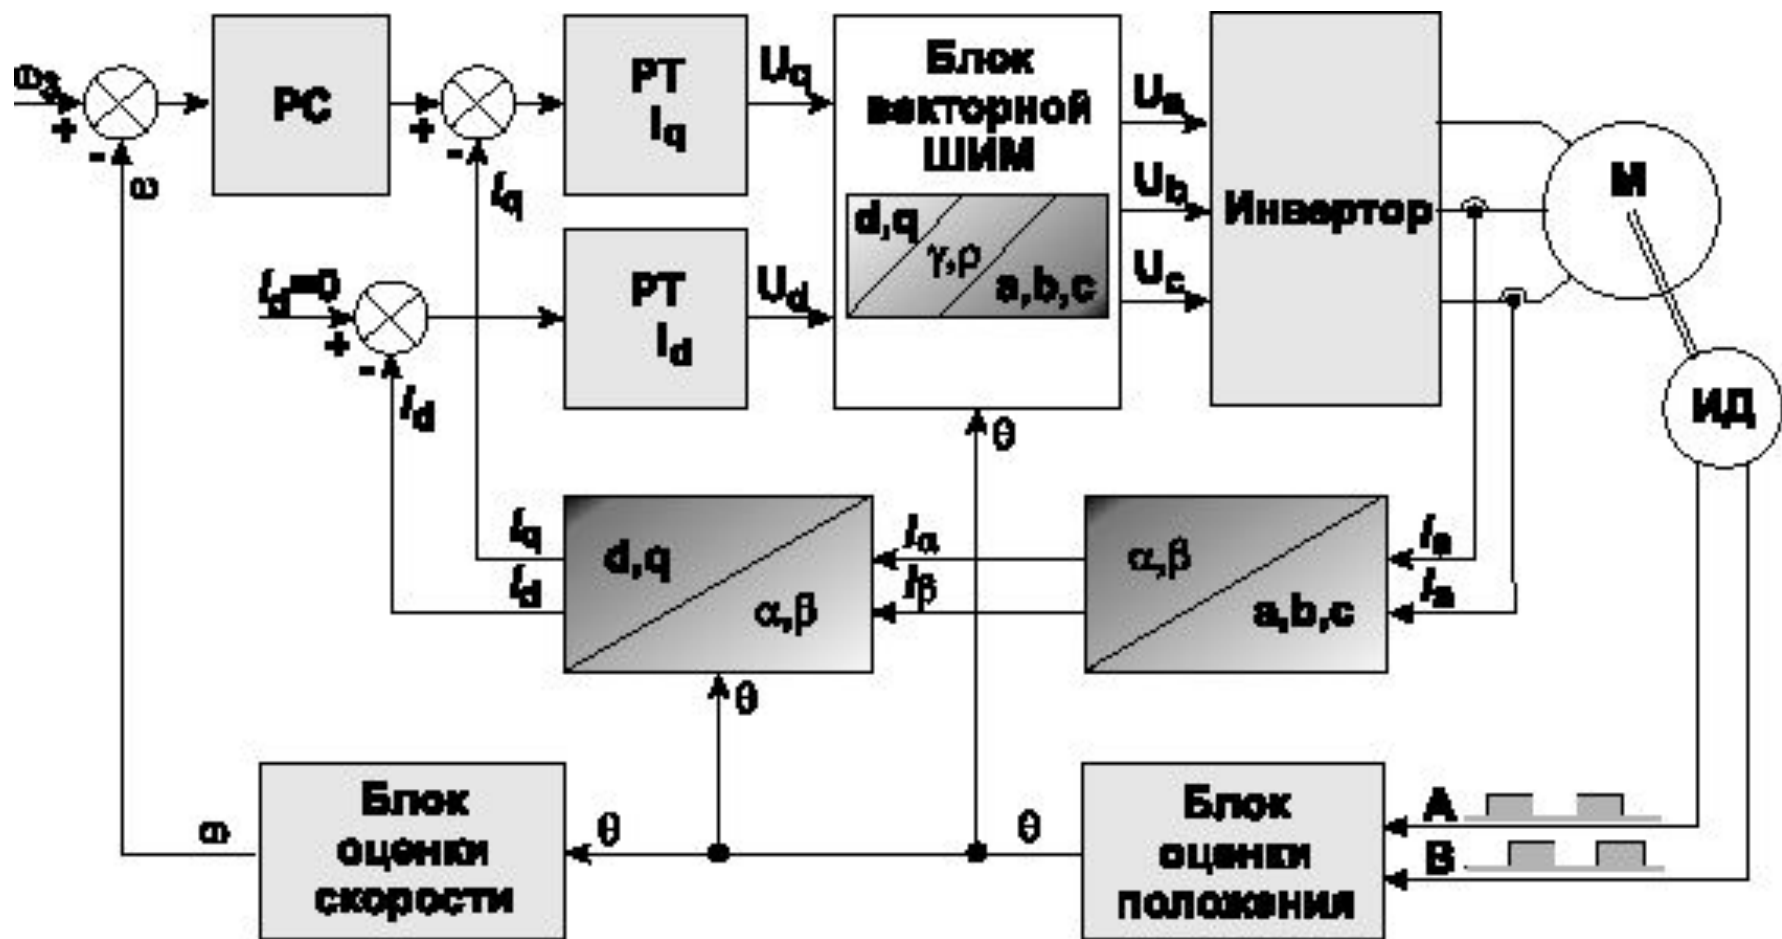 ωз
+
-
ω
РС
+
-
iq
РТ
Iq
Uq
Блок
векторной
ШИМ
d,q
γ,ρ
a,b,c
Ua
Ub
Uc
Инвертор
М
ИД
id=0
+
-
id
РТ
Id
Ud
θ
iq
id
d,q
α,β
iα
iβ
α,β
a,b,c
ia
ia
θ
ω
Блок
оценки
скорости
θ
θ
Блок
оценки
положения
A
B